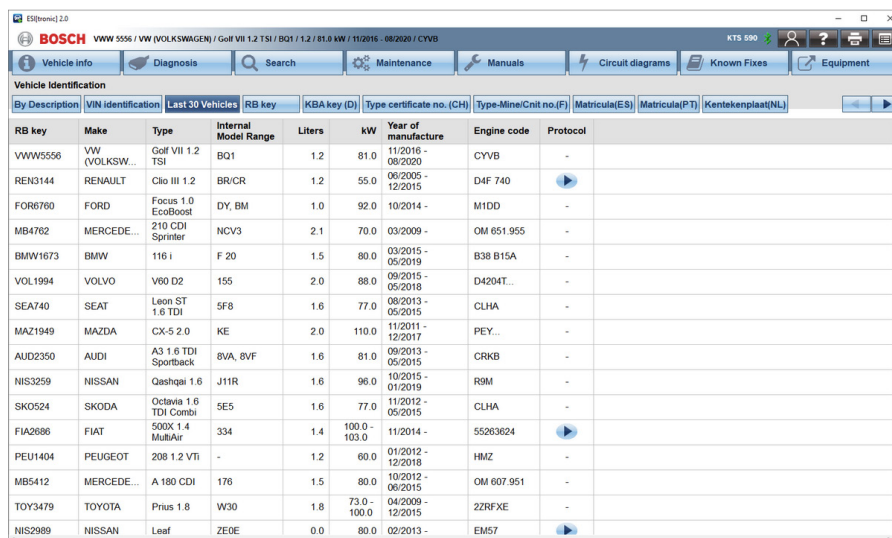 ESI[tronic] 2.0
BOSCH VWW 5556 / VW (VOLKSWAGEN) / Golf VII 1.2 TSI / BQ1 / 1.2 / 81.0 kW / 11/2016 - 08/2020 / CYVB KTS 590 ?
Vehicle info Diagnosis Search Maintenance Manuals Circuit diagrams Known Fixes Equipment
Vehicle Identification
By Description VIN identification Last 30 Vehicles RB key KBA key (D) Type certificate no. (CH) Type-Mine/Cnit no.(F) Matricula(ES) Matricula(PT) Kentekenplaat(NL)
RB key Make Type Internal Model Range Liters kW Year of manufacture Engine code Protocol
VWW5556 VW (VOLKSW... Golf VII 1.2 TSI BQ1 1.2 81.0 11/2016 - 08/2020 CYVB -
REN3144 RENAULT Clio III 1.2 BR/CR 1.2 55.0 06/2005 - 12/2015 D4F 740
FOR6760 FORD Focus 1.0 EcoBoost DY, BM 1.0 92.0 10/2014 - M1DD -
MB4762 MERCEDE... 210 CDI Sprinter NCV3 2.1 70.0 03/2009 - OM 651.955 -
BMW1673 BMW 116 i F 20 1.5 80.0 03/2015 - 05/2019 B38 B15A -
VOL1994 VOLVO V60 D2 155 2.0 88.0 09/2015 - 05/2018 D4204T... -
SEA740 SEAT Leon ST 1.6 TDI 5F8 1.6 77.0 08/2013 - 05/2015 CLHA -
MAZ1949 MAZDA CX-5 2.0 KE 2.0 110.0 11/2011 - 12/2017 PEY... -
AUD2350 AUDI A3 1.6 TDI Sportback 8VA, 8VF 1.6 81.0 09/2013 - 05/2015 CRKB -
NIS3259 NISSAN Qashqai 1.6 J11R 1.6 96.0 10/2015 - 01/2019 R9M -
SKO524 SKODA Octavia 1.6 TDI Combi 5E5 1.6 77.0 11/2012 - 05/2015 CLHA -
FIA2686 FIAT 500X 1.4 MultiAir 334 1.4 100.0 - 103.0 11/2014 - 55263624
PEU1404 PEUGEOT 208 1.2 VTi - 1.2 60.0 01/2012 - 12/2018 HMZ -
MB5412 MERCEDE... A 180 CDI 176 1.5 80.0 10/2012 - 06/2015 OM 607.951 -
TOY3479 TOYOTA Prius 1.8 W30 1.8 73.0 - 100.0 04/2009 - 12/2015 2ZRFXE -
NIS2989 NISSAN Leaf ZE0E 0.0 80.0 02/2013 - EM57